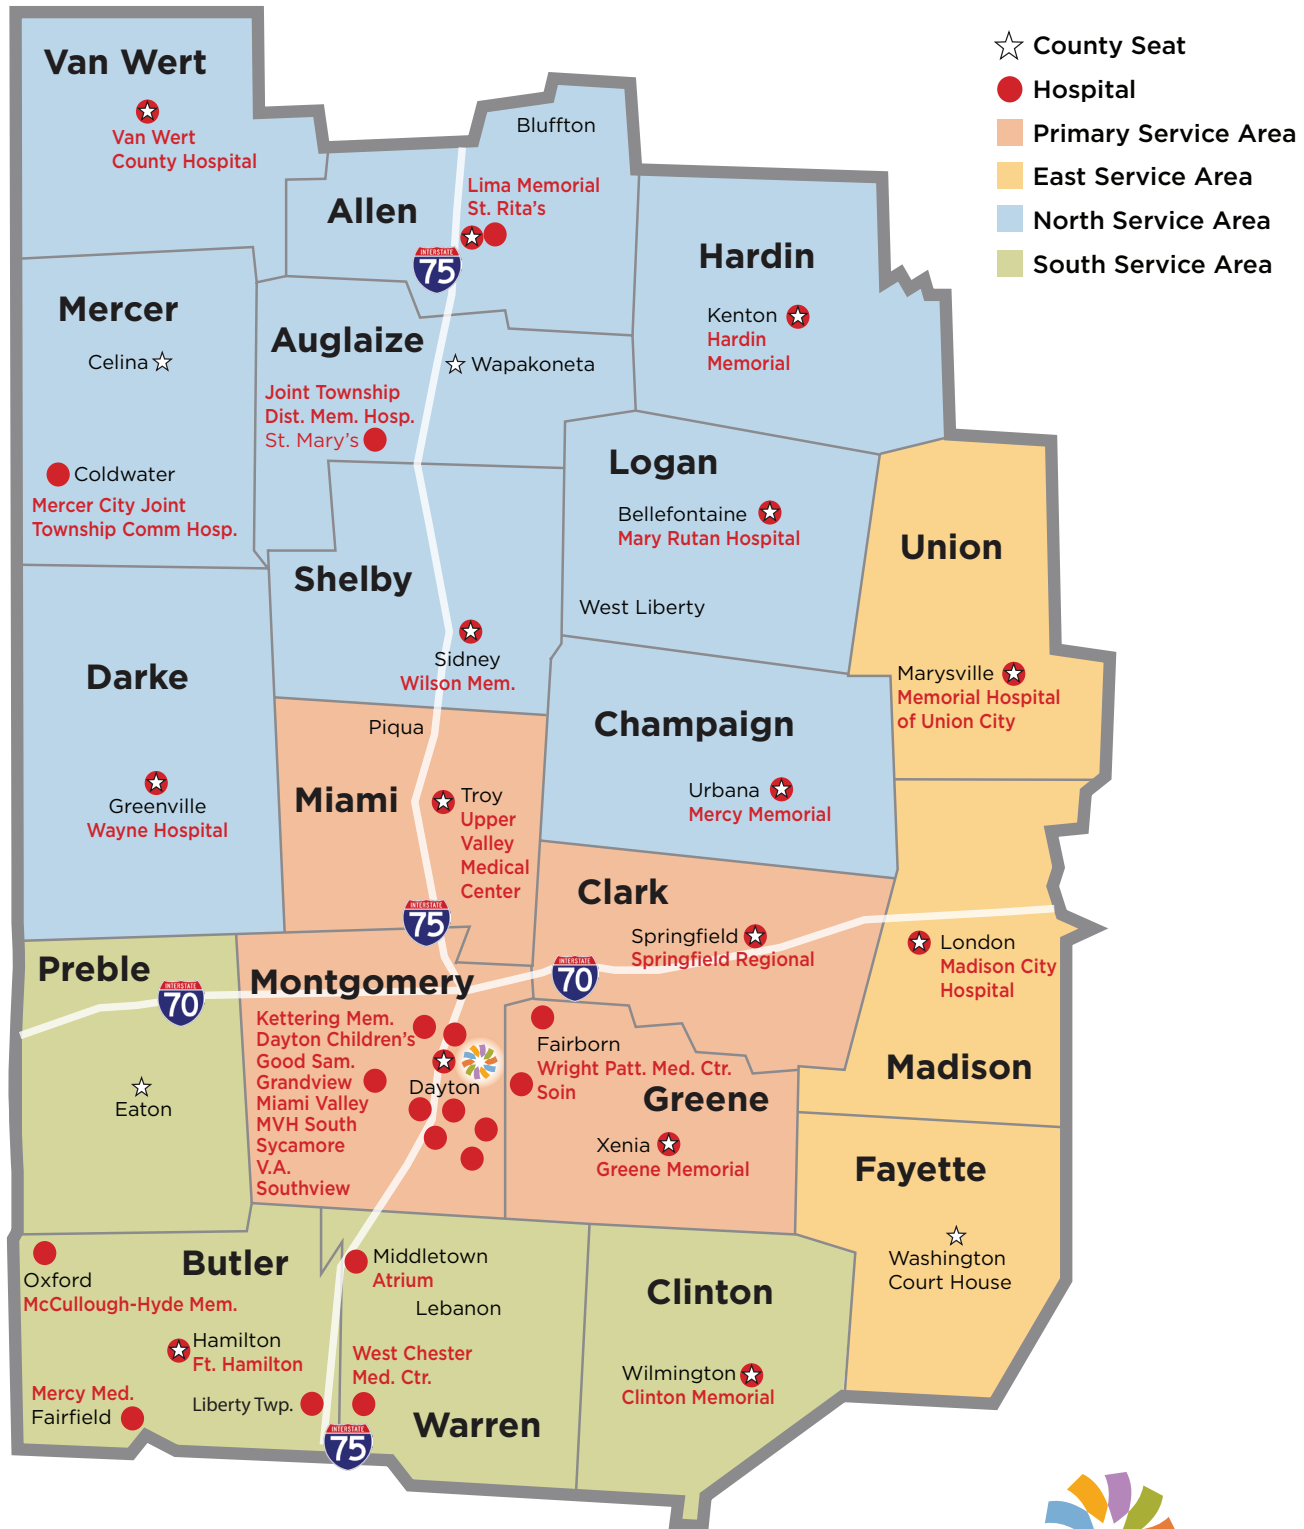 Van Wert
Van Wert
County Hospital
Bluffton
Allen
Lima Memorial
St. Rita's
INTERSTATE
75
Hardin
Kenton
Hardin
Memorial
Mercer
Celina
Coldwater
Mercer City Joint
Township Comm Hosp.
Auglaize
Wapakoneta
Joint Township
Dist. Mem. Hosp.
St. Mary's
Logan
Bellefontaine
Mary Rutan Hospital
West Liberty
Union
Marysville
Memorial Hospital
of Union City
Shelby
Sidney
Wilson Mem.
Darke
Greenville
Wayne Hospital
Piqua
Miami
Troy
Upper
Valley
Medical
Center
INTERSTATE
75
Champaign
Urbana
Mercy Memorial
Clark
Springfield
Springfield Regional
INTERSTATE
70
London
Madison City
Hospital
Madison
Preble
INTERSTATE
70
Eaton
Montgomery
Kettering Mem.
Dayton Children's
Good Sam.
Grandview
Dayton
Miami Valley
MVH South
Sycamore
V.A.
Southview
Fairborn
Wright Patt. Med. Ctr.
Soin
Greene
Xenia
Greene Memorial
Fayette
Washington
Court House
Butler
Oxford
McCullough-Hyde Mem.
Hamilton
Ft. Hamilton
Mercy Med.
Fairfield
Liberty Twp.
INTERSTATE
75
Middletown
Atrium
Lebanon
West Chester
Med. Ctr.
Warren
Clinton
Wilmington
Clinton Memorial
County Seat
Hospital
Primary Service Area
East Service Area
North Service Area
South Service Area